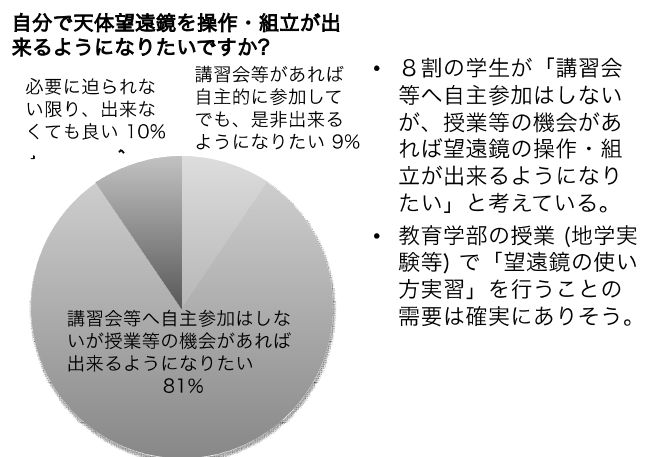 自分で天体望遠鏡を操作・組立が出
来るようになりたいですか?
必要に迫られな
い限り、出来な
くても良い 10%
講習会等があれば
自主的に参加して
でも、是非出来る
ようになりたい 9%
講習会等へ自主参加はしな
いが授業等の機会があれば
出来るようになりたい
81%
• ８割の学生が「講習会
等へ自主参加はしない
が、授業等の機会があ
れば望遠鏡の操作・組
立が出来るようになり
たい」と考えている。
• 教育学部の授業 (地学実
験等) で「望遠鏡の使い
方実習」を行うことの
需要は確実にありそう。